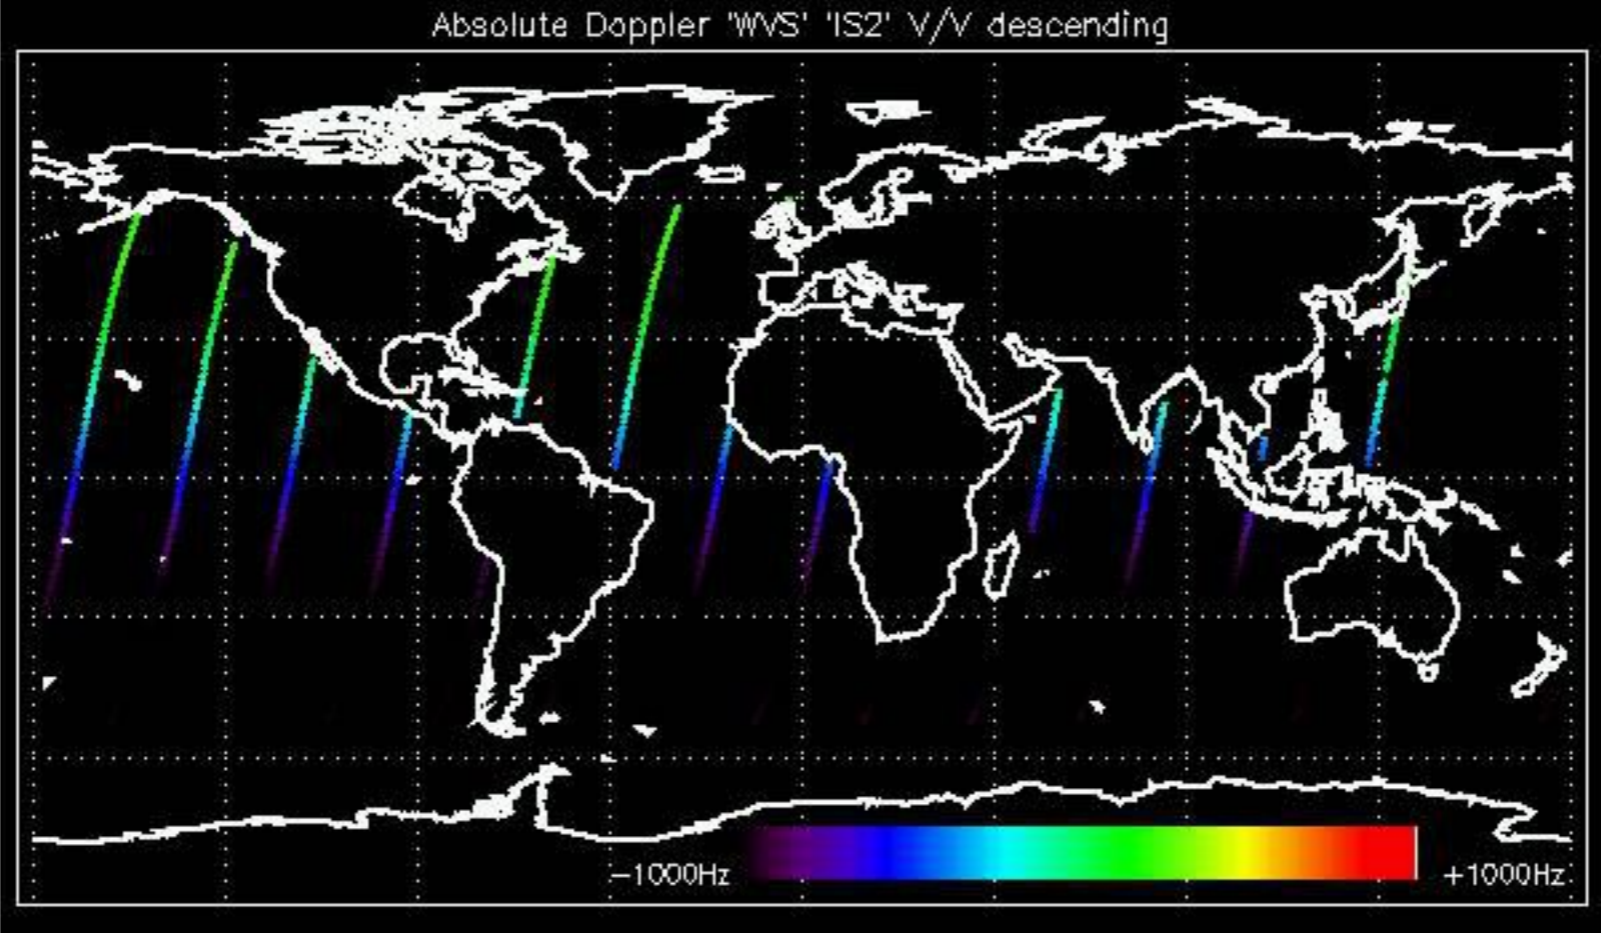 Absolute Doppler 'WVS' 'IS2' V/V descending
-1000Hz +1000Hz